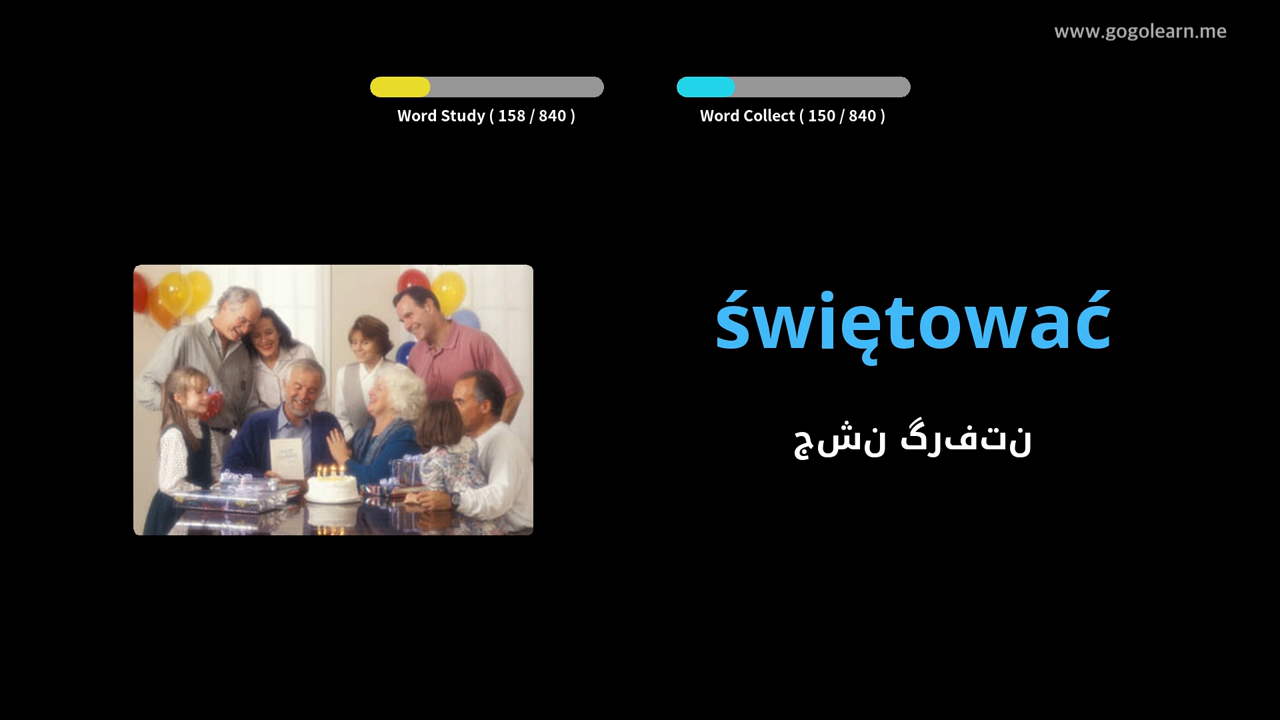 www.gogolearn.me
Word Study ( 158 / 840 )
Word Collect ( 150 / 840 )
świętować
جشن گرفتن